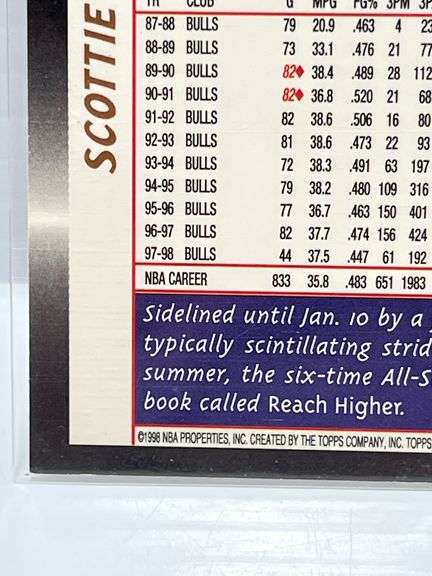 SCOTTIE
YR CLUB G MPG FG% 3PM
87-88 BULLS 79 20.9 .463 4 23
88-89 BULLS 73 33.1 .476 21 77
89-90 BULLS 82♦ 38.4 .489 28 112
90-91 BULLS 82♦ 36.8 .520 21 68
91-92 BULLS 82 38.6 .506 16 80
92-93 BULLS 81 38.6 .473 22 93
93-94 BULLS 72 38.3 .491 63 197
94-95 BULLS 79 38.2 .480 109 316
95-96 BULLS 77 36.7 .463 150 401
96-97 BULLS 82 37.7 .474 156 424
97-98 BULLS 44 37.5 .447 61 192
NBA CAREER 833 35.8 .483 651 1983
Sidelined until Jan. 10 by a
typically scintillating strid
summer, the six-time All-S
book called Reach Higher.
©1998 NBA PROPERTIES, INC. CREATED BY THE TOPPS COMPANY, INC. TOPPS